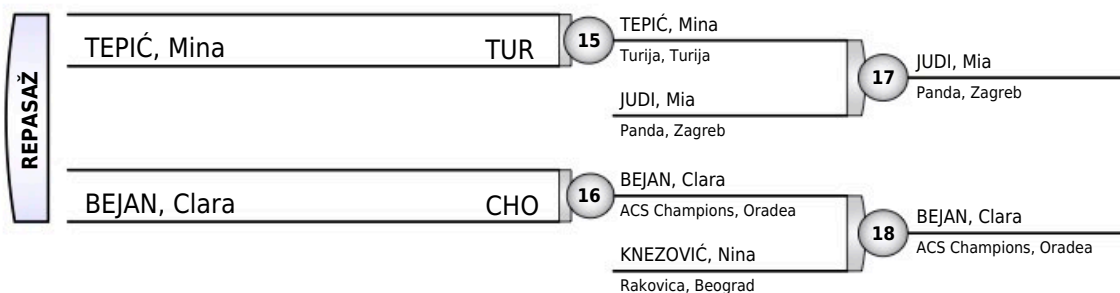 REPASAŽ
TEPIĆ, Mina TUR
15
TEPIĆ, Mina
Turija, Turija
JUDI, Mia
Panda, Zagreb
17
JUDI, Mia
Panda, Zagreb
BEJAN, Clara CHO
16
BEJAN, Clara
ACS Champions, Oradea
KNEZOVIĆ, Nina
Rakovica, Beograd
18
BEJAN, Clara
ACS Champions, Oradea